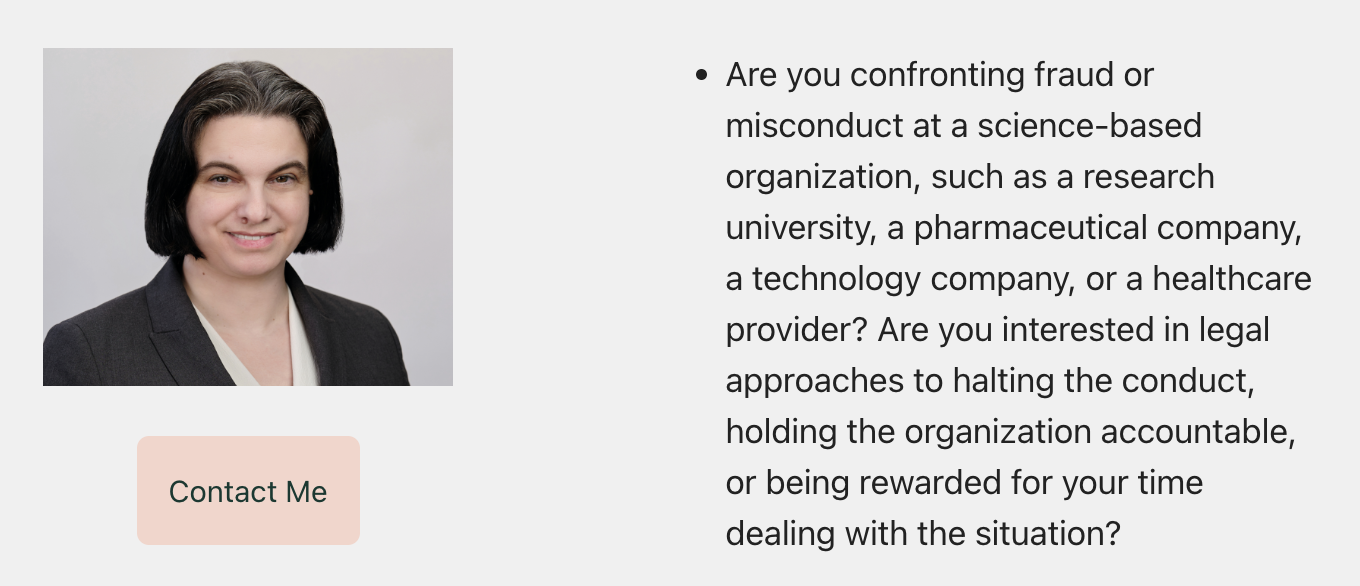 Contact Me
• Are you confronting fraud or
misconduct at a science-based
organization, such as a research
university, a pharmaceutical company,
a technology company, or a healthcare
provider? Are you interested in legal
approaches to halting the conduct,
holding the organization accountable,
or being rewarded for your time
dealing with the situation?